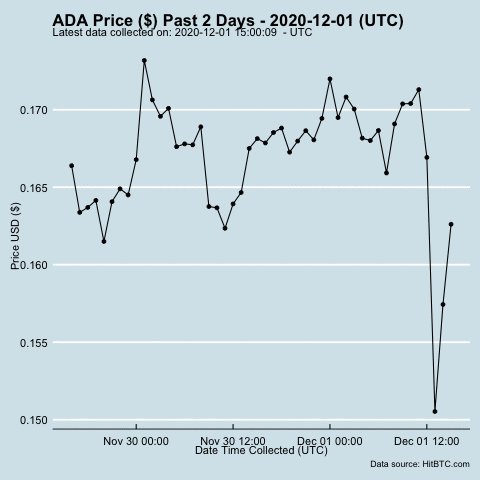 ADA Price ($) Past 2 Days - 2020-12-01 (UTC)
Latest data collected on: 2020-12-01 15:00:09  - UTC
0.170
0.165
0.160
0.155
0.150
Price USD ($)
Nov 30 00:00
Nov 30 12:00
Dec 01 00:00
Dec 01 12:00
Date Time Collected (UTC)
Data source: HitBTC.com